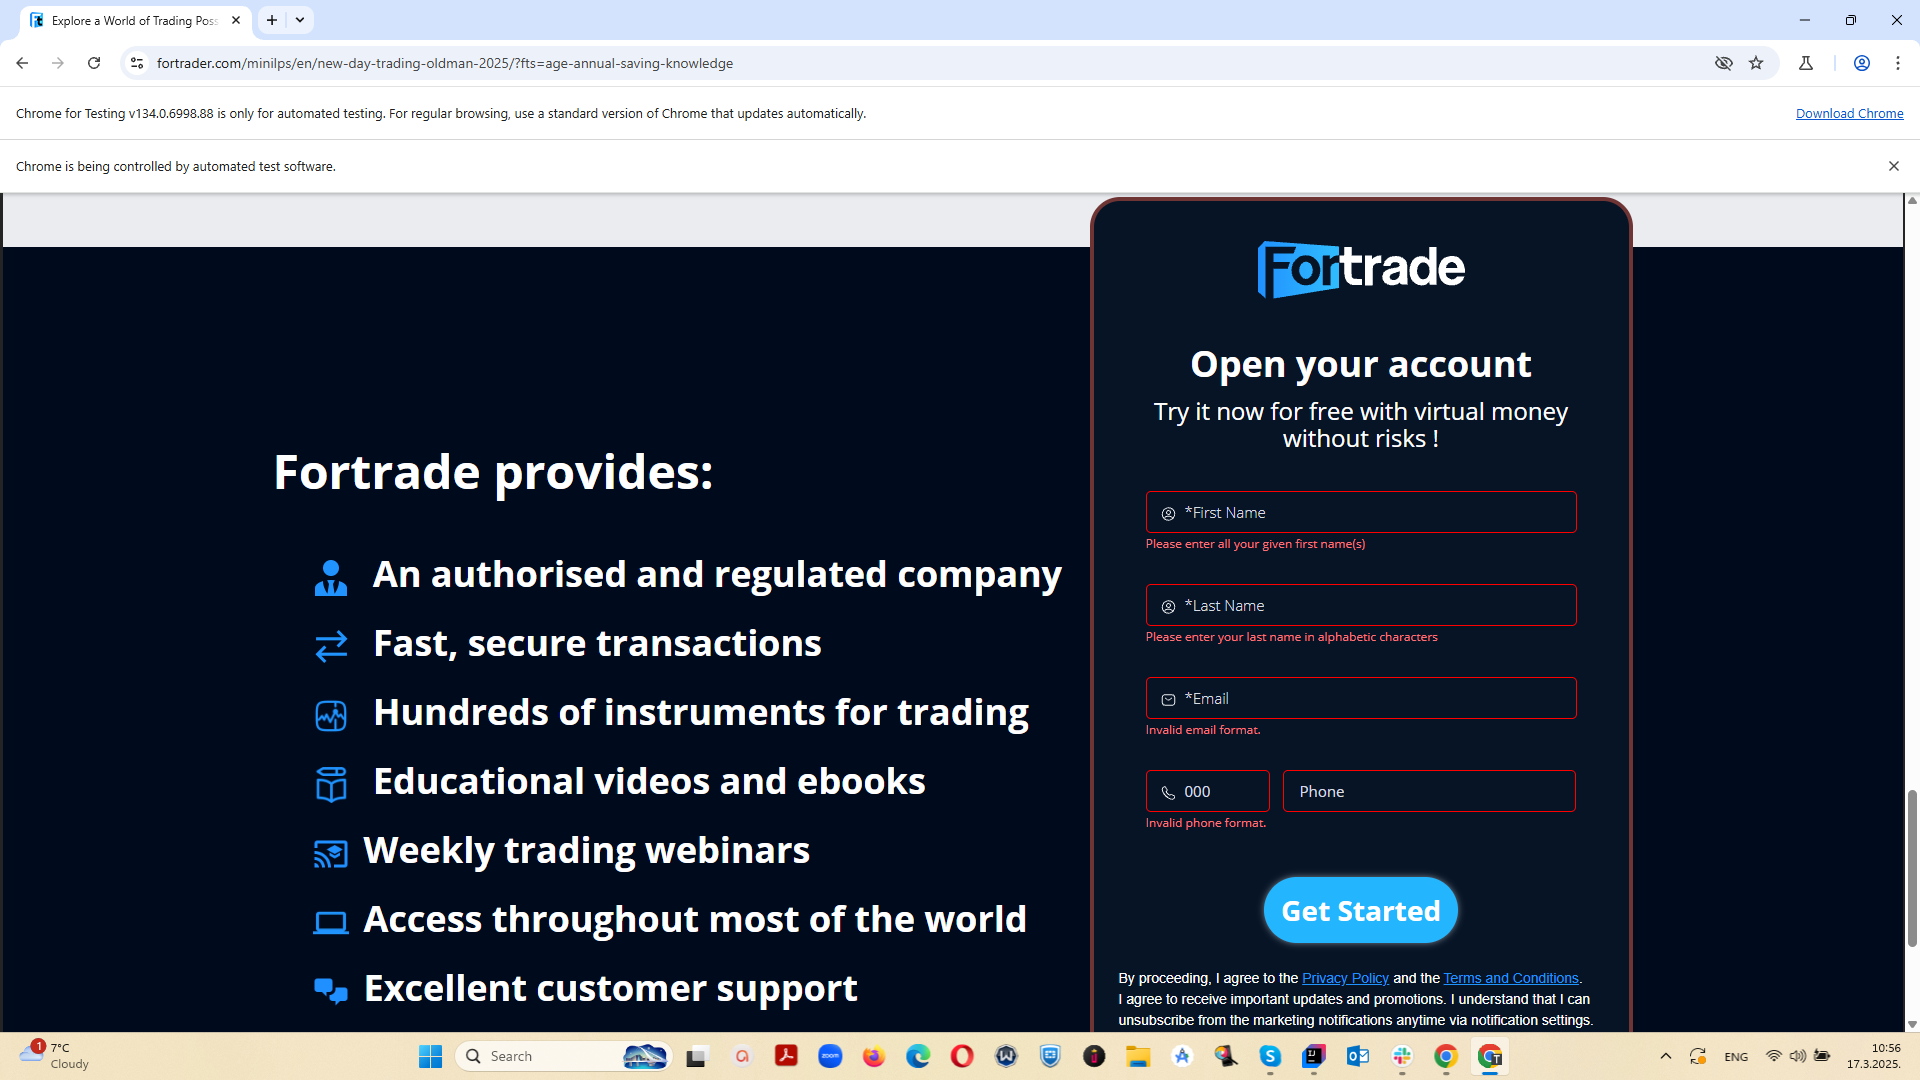 Explore a World of Trading Poss
fortrader.com/minilps/en/new-day-trading-oldman-2025/?fts=age-annual-saving-knowledge
Chrome for Testing v134.0.6998.88 is only for automated testing. For regular browsing, use a standard version of Chrome that updates automatically.
Download Chrome
Chrome is being controlled by automated test software.
Fortrade
Open your account
Try it now for free with virtual money
without risks !
Fortrade provides:
An authorised and regulated company
Fast, secure transactions
Hundreds of instruments for trading
Educational videos and ebooks
Weekly trading webinars
Access throughout most of the world
Excellent customer support
*First Name
Please enter all your given first name(s)
*Last Name
Please enter your last name in alphabetic characters
*Email
Invalid email format.
000
Phone
Invalid phone format.
Get Started
By proceeding, I agree to the Privacy Policy and the Terms and Conditions.
I agree to receive important updates and promotions. I understand that I can
unsubscribe from the marketing notifications anytime via notification settings.
1
7°C
Cloudy
Search
zoom
ENG
10:56
17.3.2025.